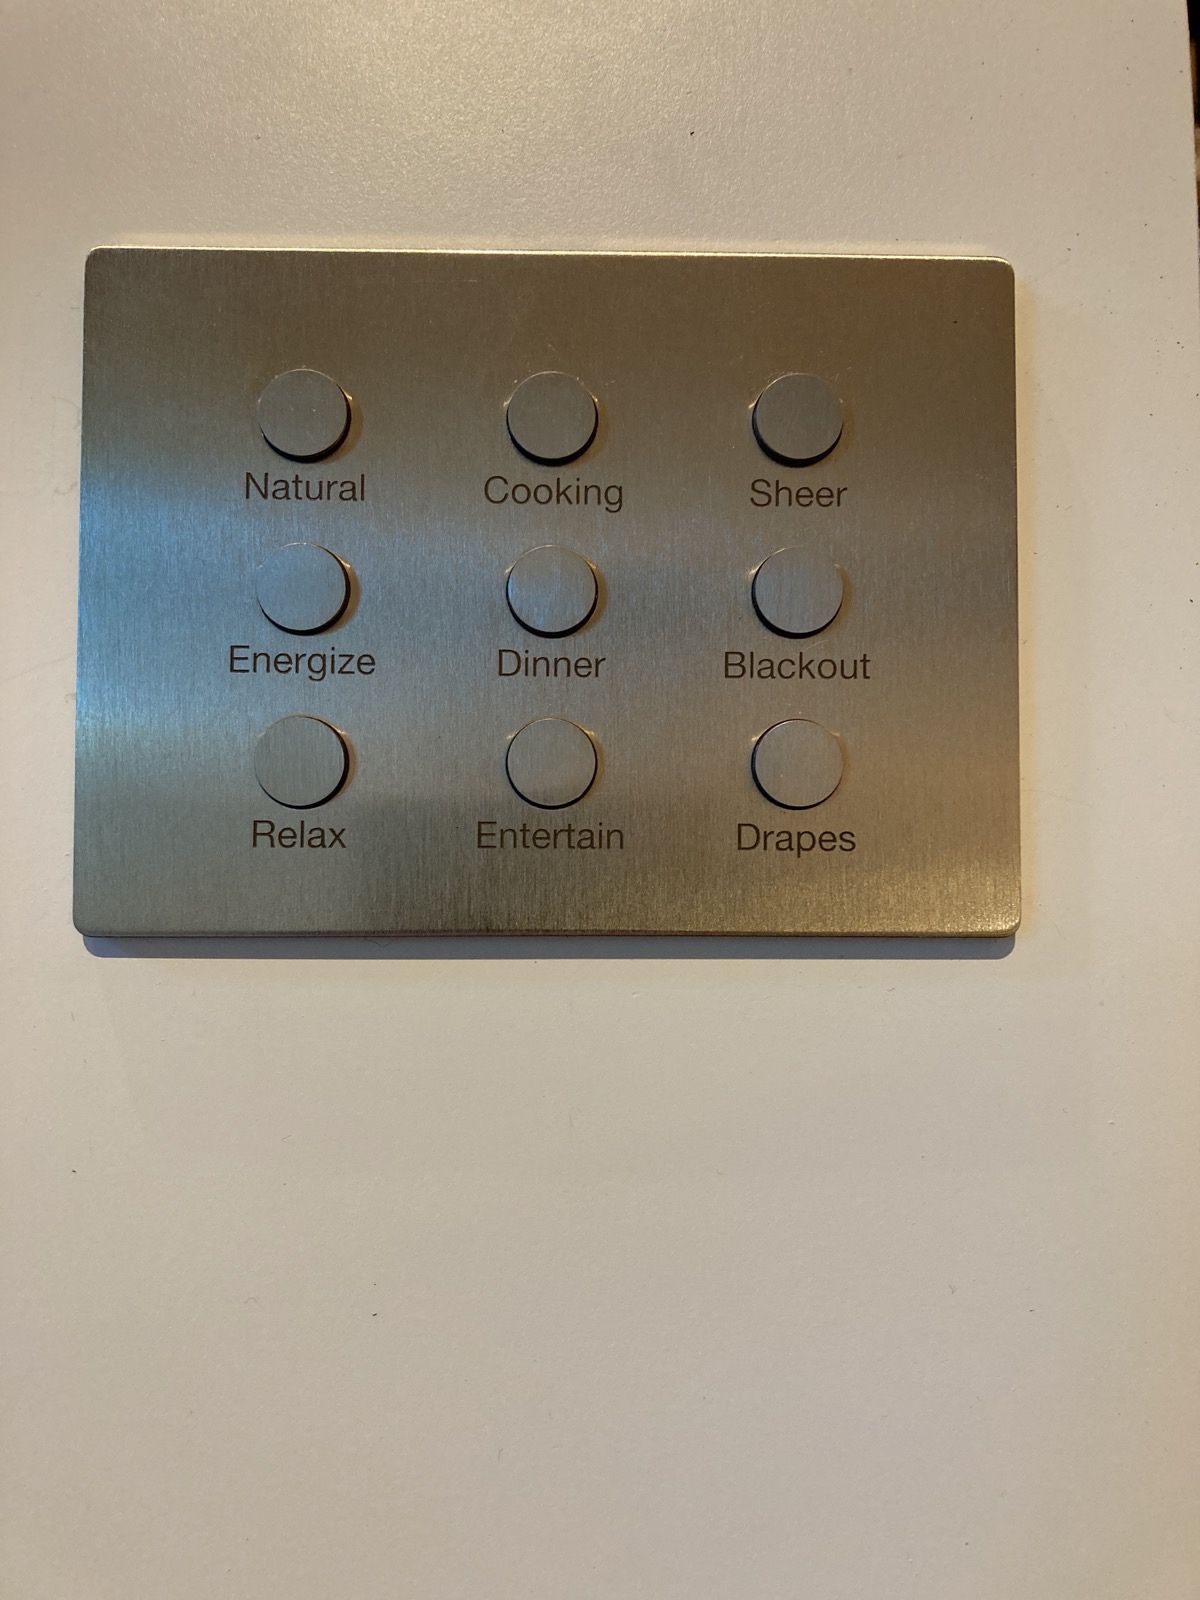 Natural Cooking Sheer
Energize Dinner Blackout
Relax Entertain Drapes